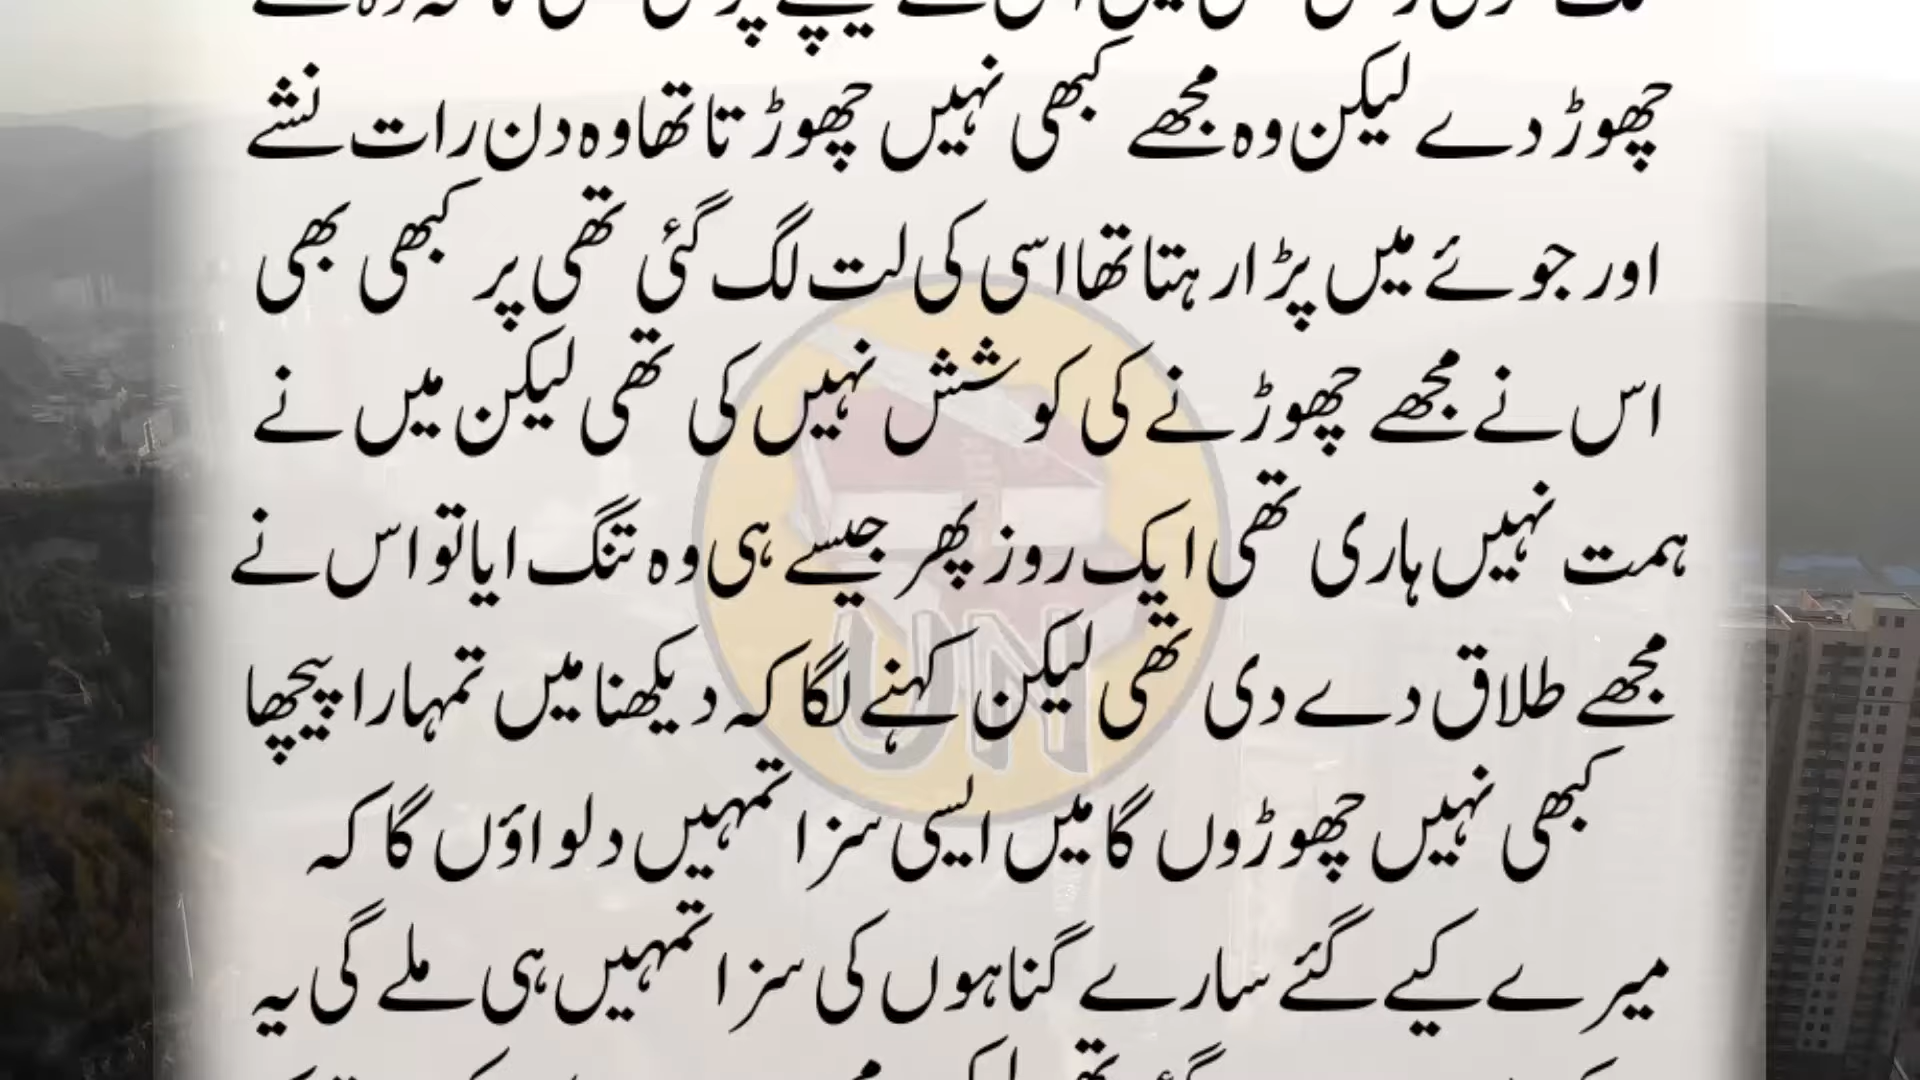 چھوڑ دے لیکن وہ مجھے کبھی نہیں چھوڑتا تھا وہ دن رات نشے
اور جوئے میں پڑا رہتا تھا اسی کی لت لگ گئی تھی پر کبھی بھی
اس نے مجھے چھوڑنے کی کوشش نہیں کی تھی لیکن میں نے
ہمت نہیں ہاری تھی ایک روز پھر جیسے ہی وہ تنگ ایا تو اس نے
مجھے طلاق دے دی تھی لیکن کہنے لگا کہ دیکھنا میں تمہارا پیچھا
کبھی نہیں چھوڑوں گا میں ایسی سزا تمہیں دلواؤں گا کہ
میرے کیے گئے سارے گناہوں کی سزا تمہیں ہی ملے گی یہ
UN